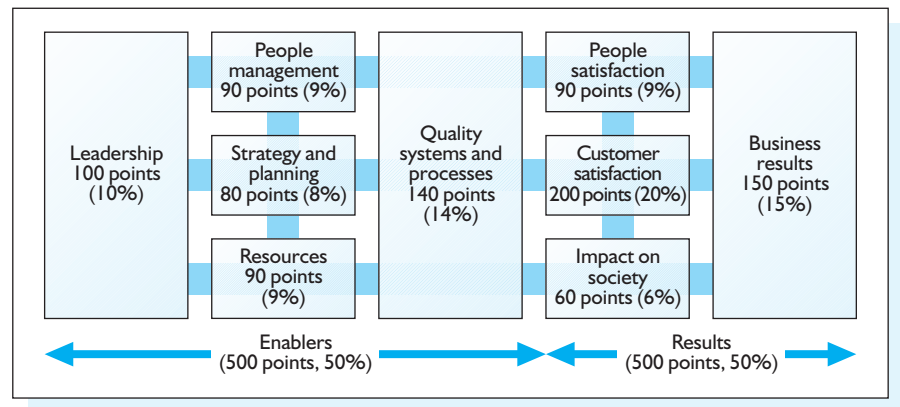 Leadership
100 points
(10%)
People
management
90 points (9%)
Strategy and
planning
80 points (8%)
Resources
90 points
(9%)
Quality
systems and
processes
140 points
(14%)
People
satisfaction
90 points (9%)
Customer
satisfaction
200 points (20%)
Impact on
society
60 points (6%)
Business
results
150 points
(15%)
Enablers
(500 points, 50%)
Results
(500 points, 50%)